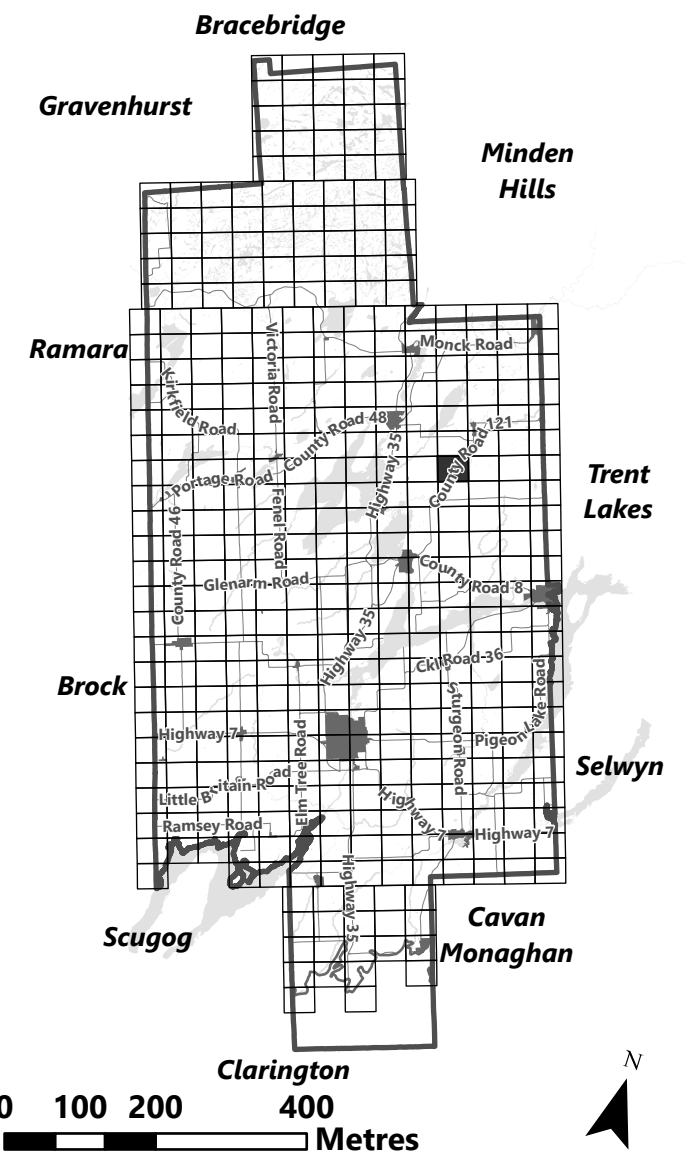 Bracebridge
Gravenhurst
Minden
Hills
Ramara
Victoria Road
Monck Road
Kirkfield Road
County Road 48
Highway 35
County Road 121
Portage Road
Trent
Lakes
County Road 46
Fenel Road
Glenarm Road
County Road 8
Highway 35
Ckl Road 36
Brock
Sturgeon Road
Pigeon Lake Road
Highway 7
Elm Tree Road
Selwyn
Little Britain Road
Highway 7
Highway 7
Ramsey Road
Highway 35
Scugog
Cavan
Monaghan
Clarington
N
0 100 200 400
Metres